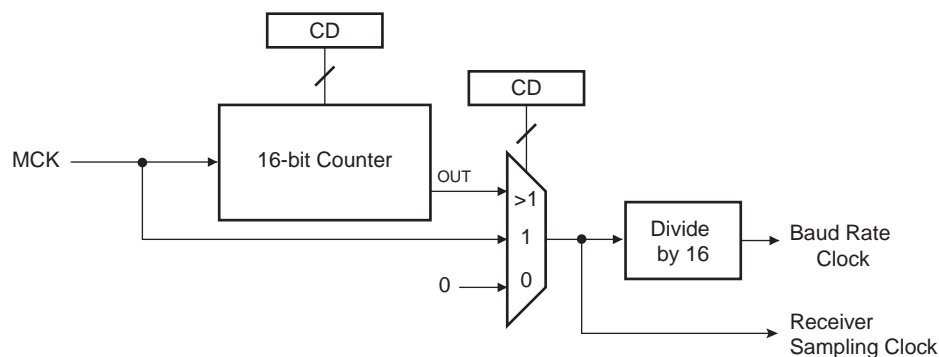 CD
CD
MCK
16-bit Counter
OUT
>1
1
0
0
Divide
by 16
Baud Rate
Clock
Receiver
Sampling Clock